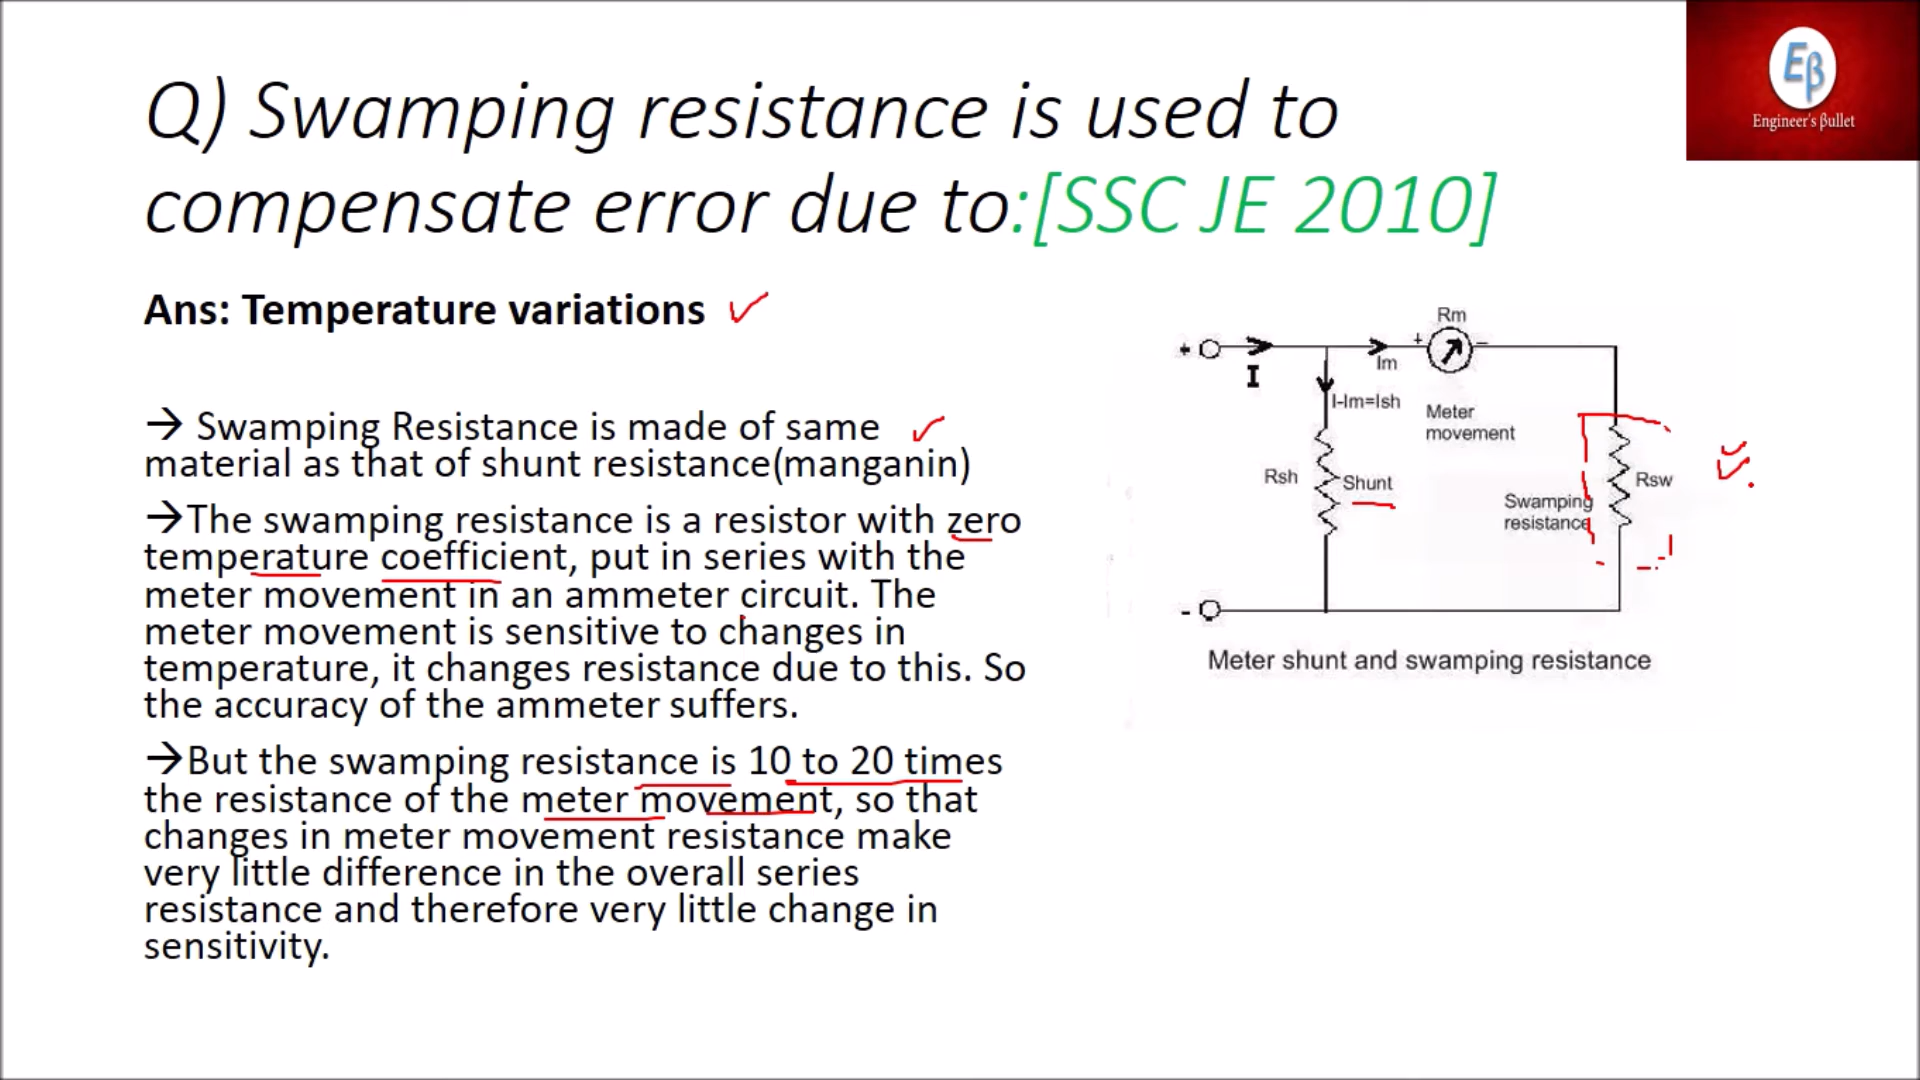 Q) Swamping resistance is used to
compensate error due to:[SSC JE 2010]
Eβ
Engineer's βullet
Ans: Temperature variations
→ Swamping Resistance is made of same
material as that of shunt resistance(manganin)
→The swamping resistance is a resistor with zero
temperature coefficient, put in series with the
meter movement in an ammeter circuit. The
meter movement is sensitive to changes in
temperature, it changes resistance due to this. So
the accuracy of the ammeter suffers.
→But the swamping resistance is 10 to 20 times
the resistance of the meter movement, so that
changes in meter movement resistance make
very little difference in the overall series
resistance and therefore very little change in
sensitivity.
Rm
+
+
−
I
Im
I-Im=Ish
Meter
movement
Rsh
Shunt
Swamping
resistance
Rsw
-
Meter shunt and swamping resistance